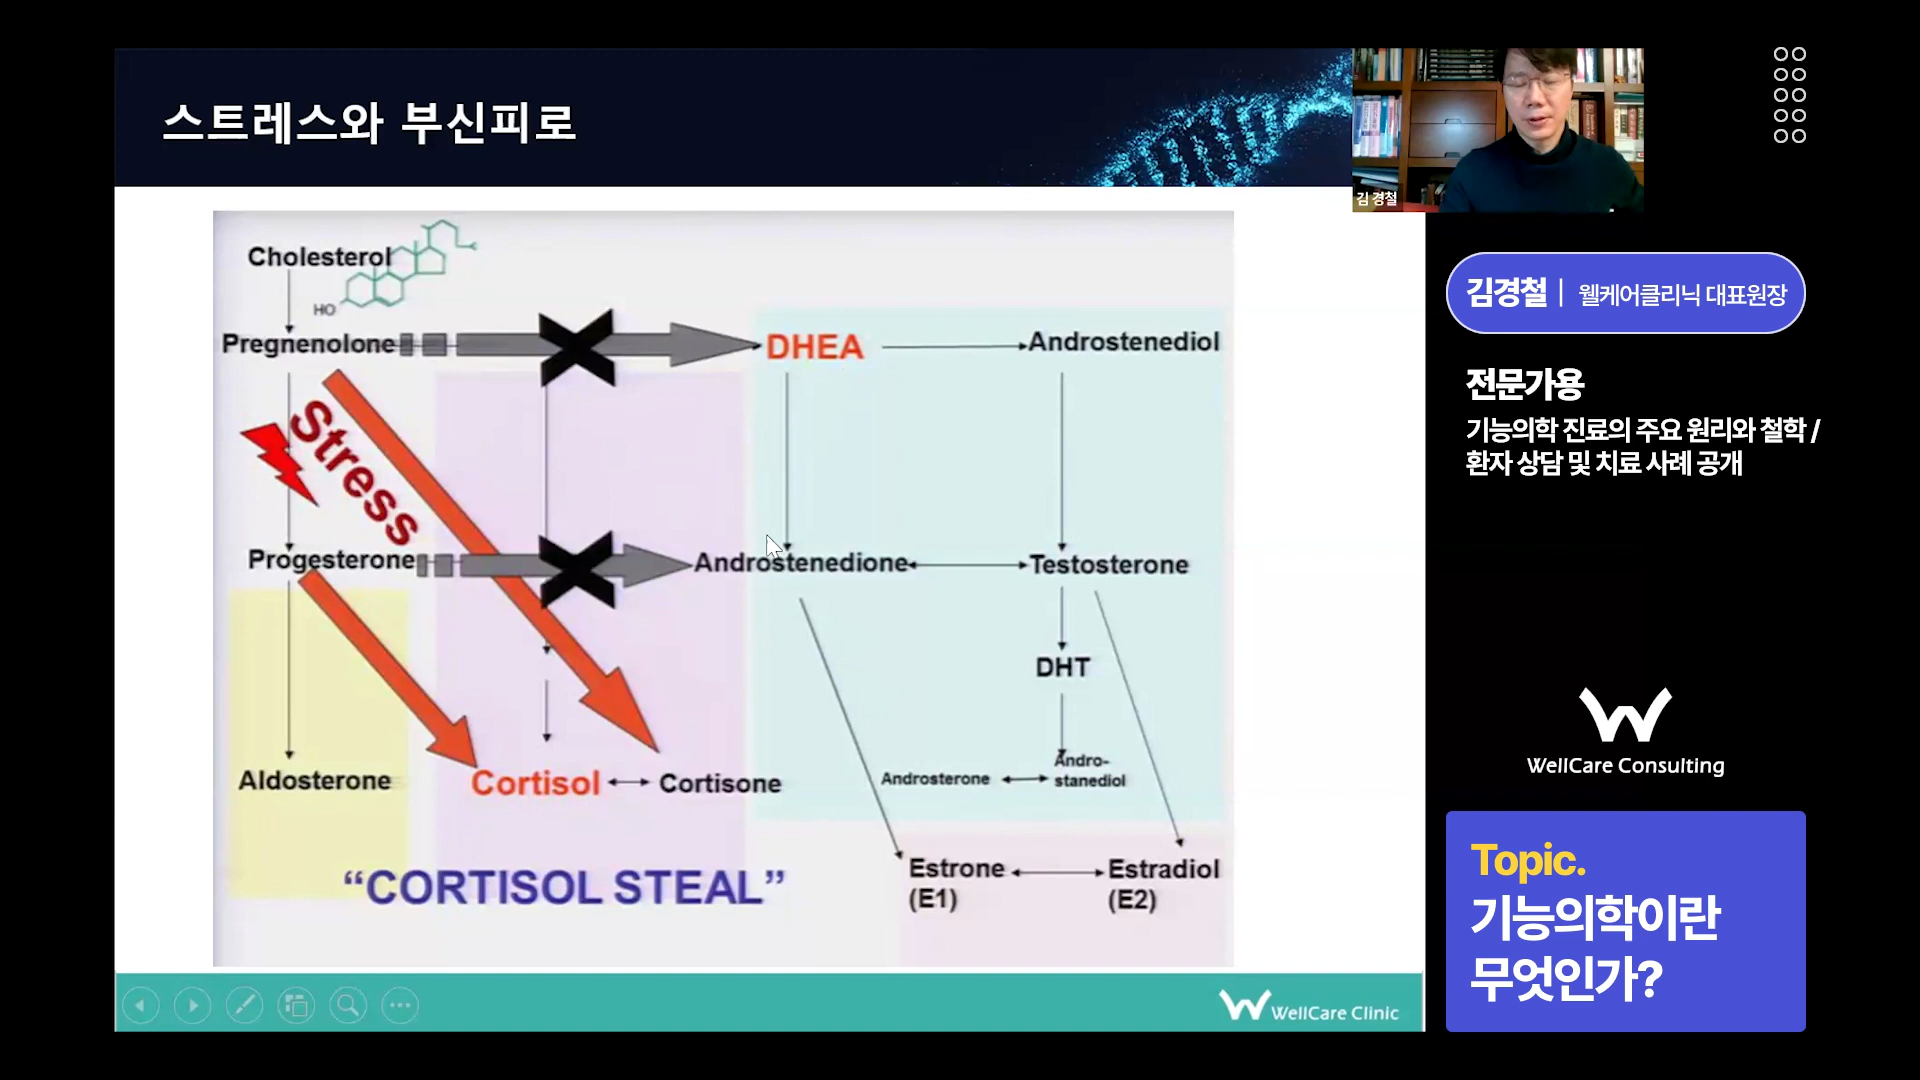 스트레스와 부신피로
김 경철
Cholesterol
HO
Pregnenolone
DHEA
Androstenediol
Stress
Progesterone
Androstenedione
Testosterone
DHT
Aldosterone
Cortisol
Cortisone
Androsterone
Andro-
stanediol
"CORTISOL STEAL"
Estrone
(E1)
Estradiol
(E2)
WellCare Clinic
김경철 | 웰케어클리닉 대표원장
전문가용
기능의학 진료의 주요 원리와 철학 /
환자 상담 및 치료 사례 공개
WellCare Consulting
Topic.
기능의학이란
무엇인가?